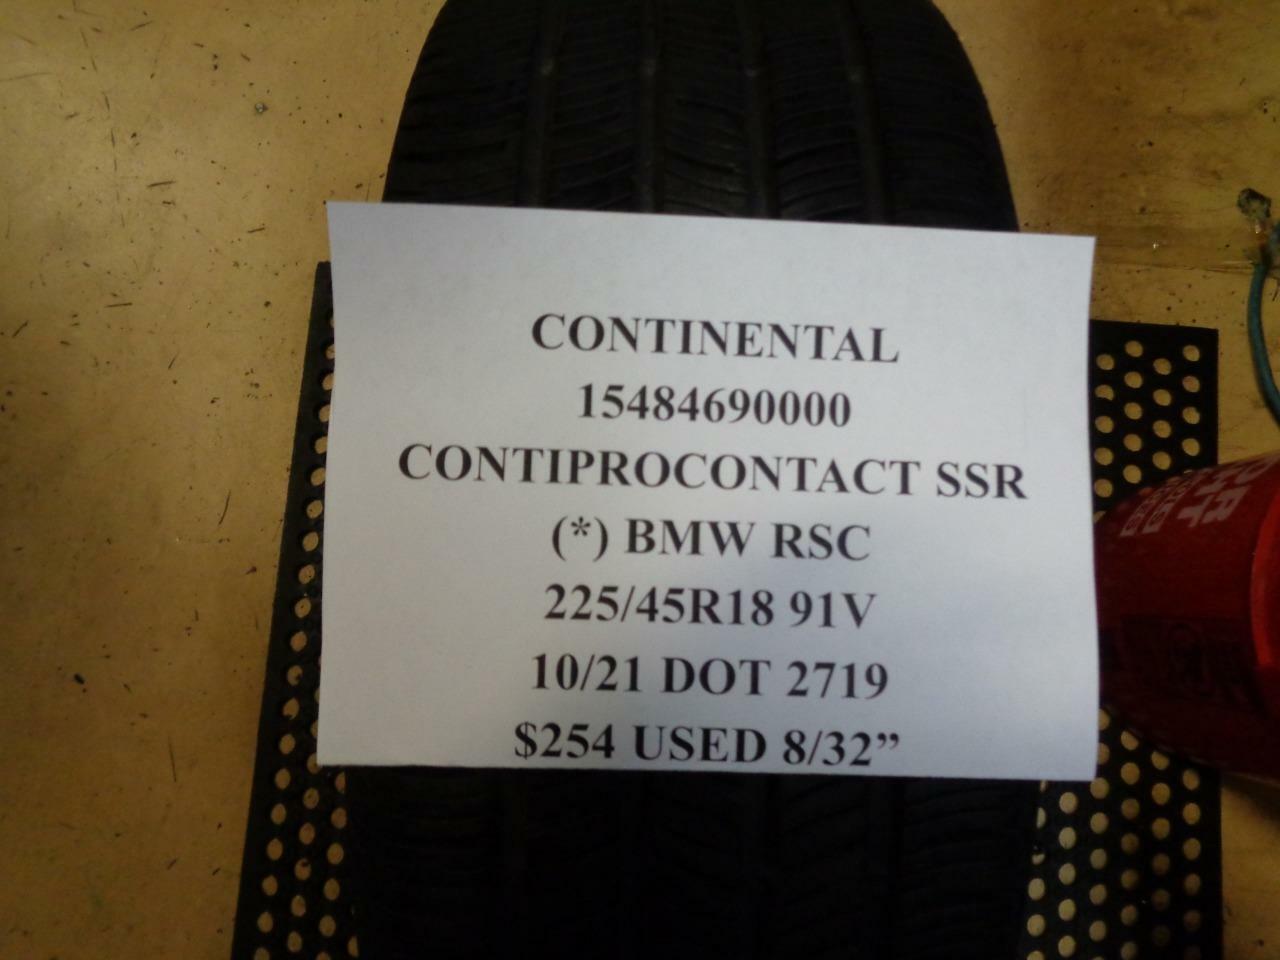 CONTINENTAL
15484690000
CONTIPROCONTACT SSR
(*) BMW RSC
225/45R18 91V
10/21 DOT 2719
$254 USED 8/32”